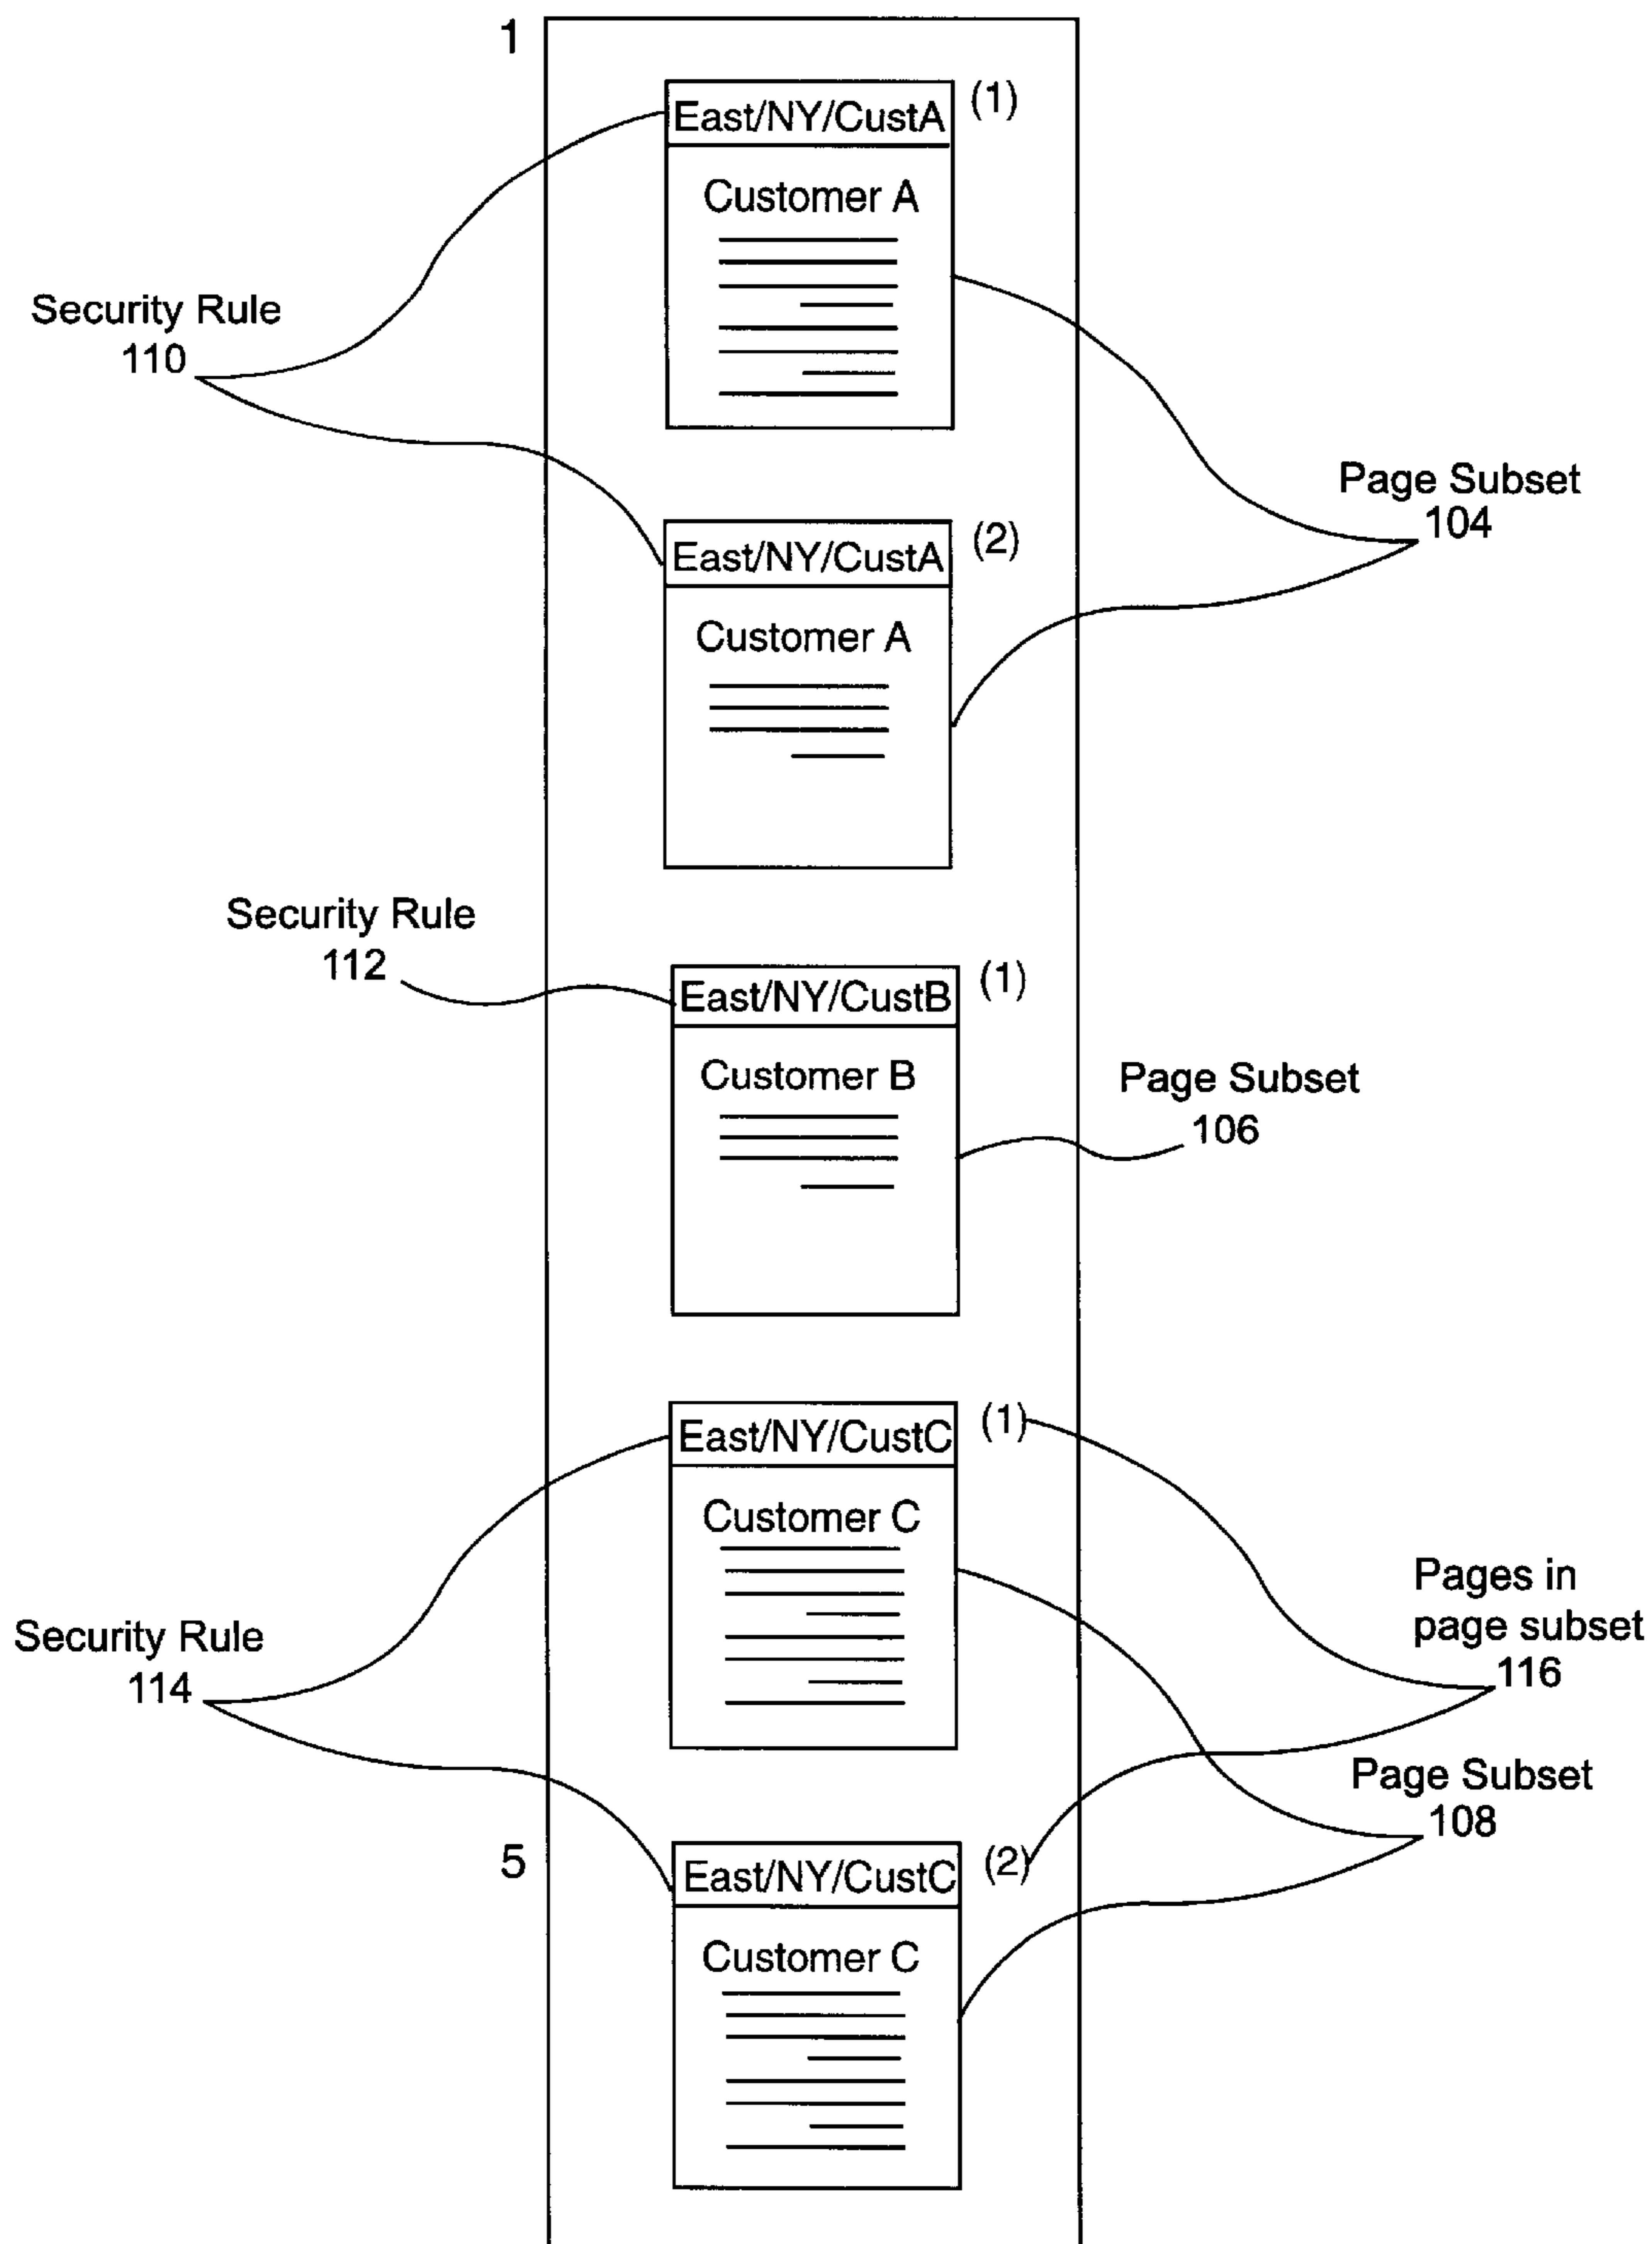 1
East/NY/CustA (1)
Customer A
Security Rule
110
Page Subset
104
East/NY/CustA (2)
Customer A
Security Rule
112
East/NY/CustB (1)
Customer B
Page Subset
106
East/NY/CustC (1)
Customer C
Pages in
page subset
116
Security Rule
114
Page Subset
108
5
East/NY/CustC (2)
Customer C